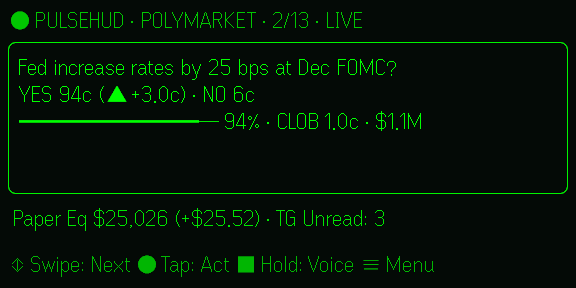 PULSEHUD · POLYMARKET · 2/13 · LIVE
Fed increase rates by 25 bps at Dec FOMC?
YES 94c (▲ +3.0c) · NO 6c
94% · CLOB 1.0c · $1.1M
Paper Eq $25,026 (+$25.52) · TG Unread: 3
⇕ Swipe: Next ● Tap: Act ■ Hold: Voice ≡ Menu